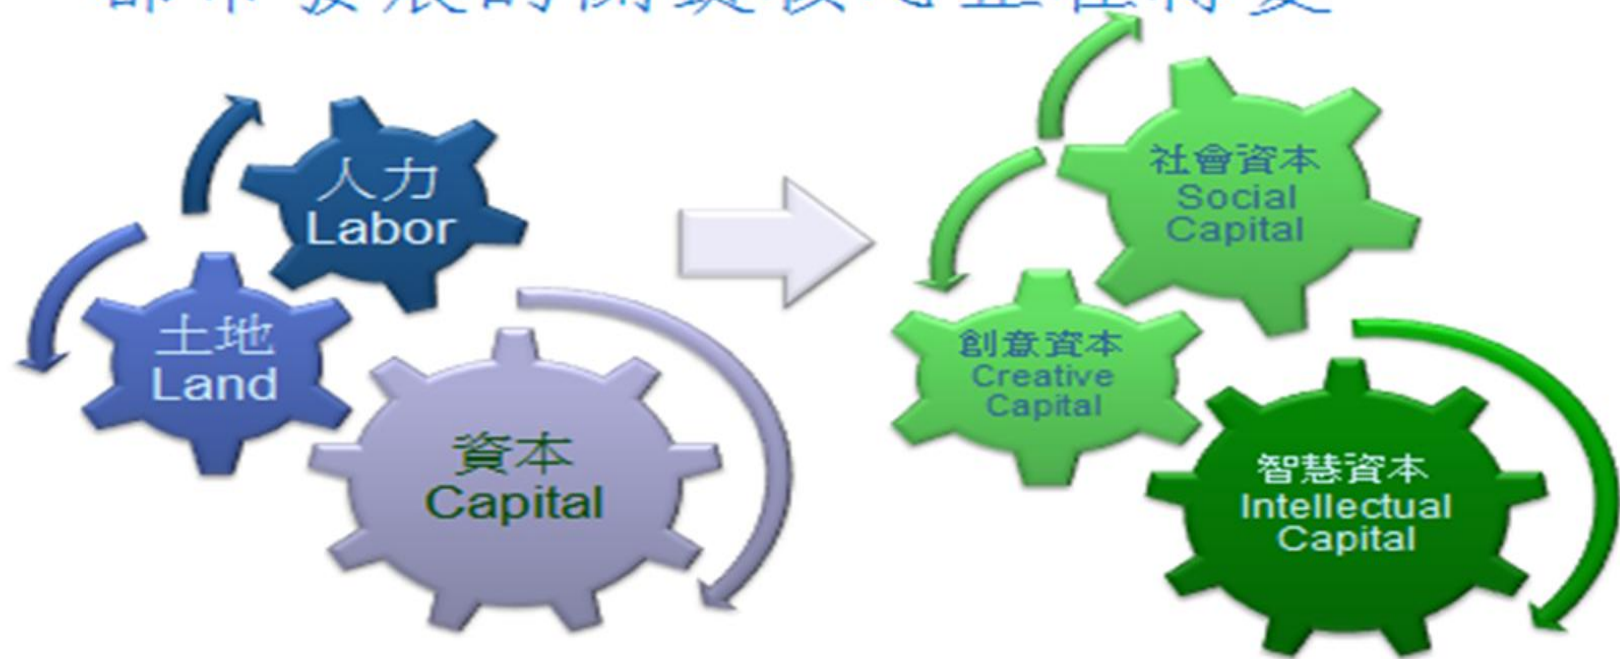 人力
Labor
土地
Land
資本
Capital
社會資本
Social
Capital
創意資本
Creative
Capital
智慧資本
Intellectual
Capital